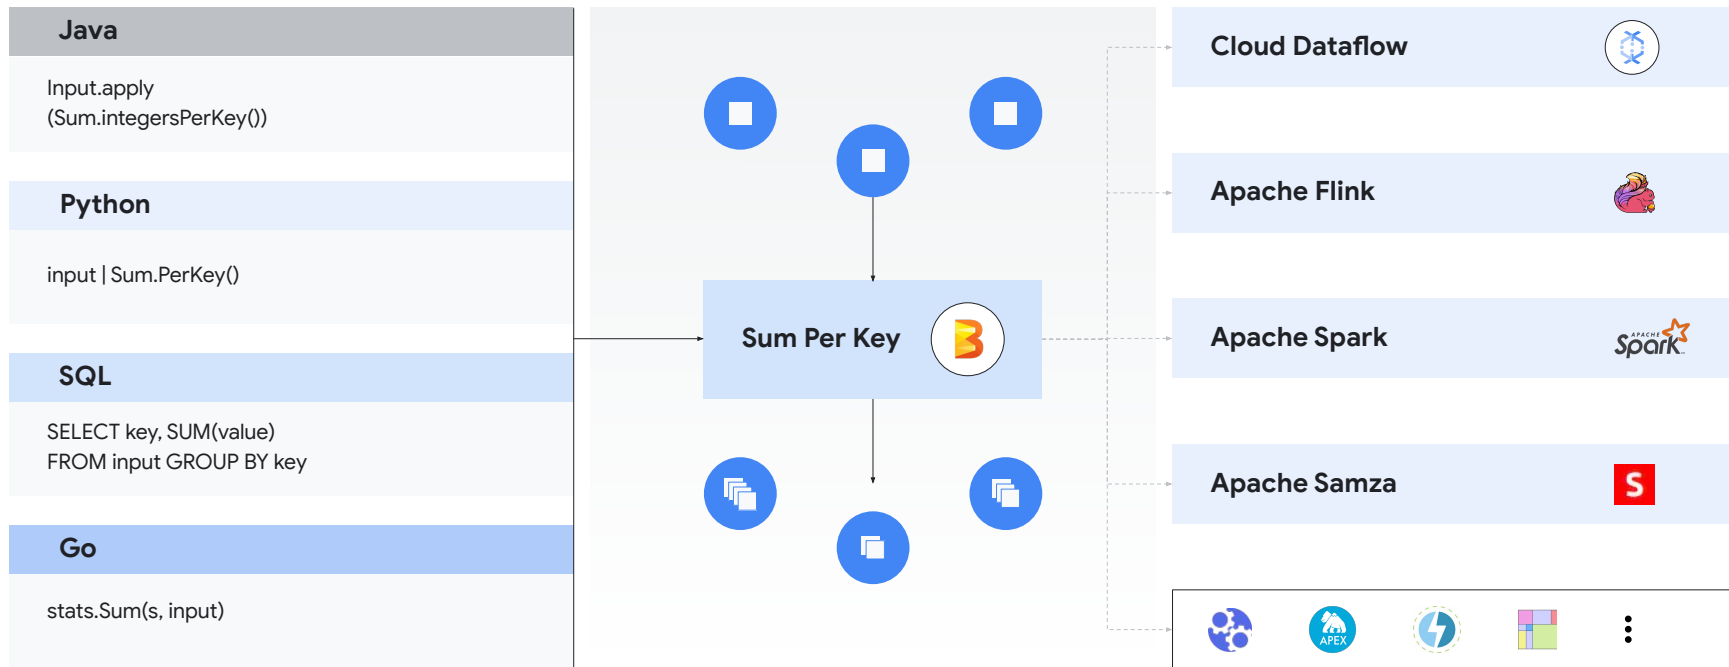 Java
Input.apply
(Sum.integersPerKey())
Python
input | Sum.PerKey()
SQL
SELECT key, SUM(value)
FROM input GROUP BY key
Go
stats.Sum(s, input)
Sum Per Key
Cloud Dataflow
Apache Flink
Apache Spark
APACHE
Spark
Apache Samza
S
APEX